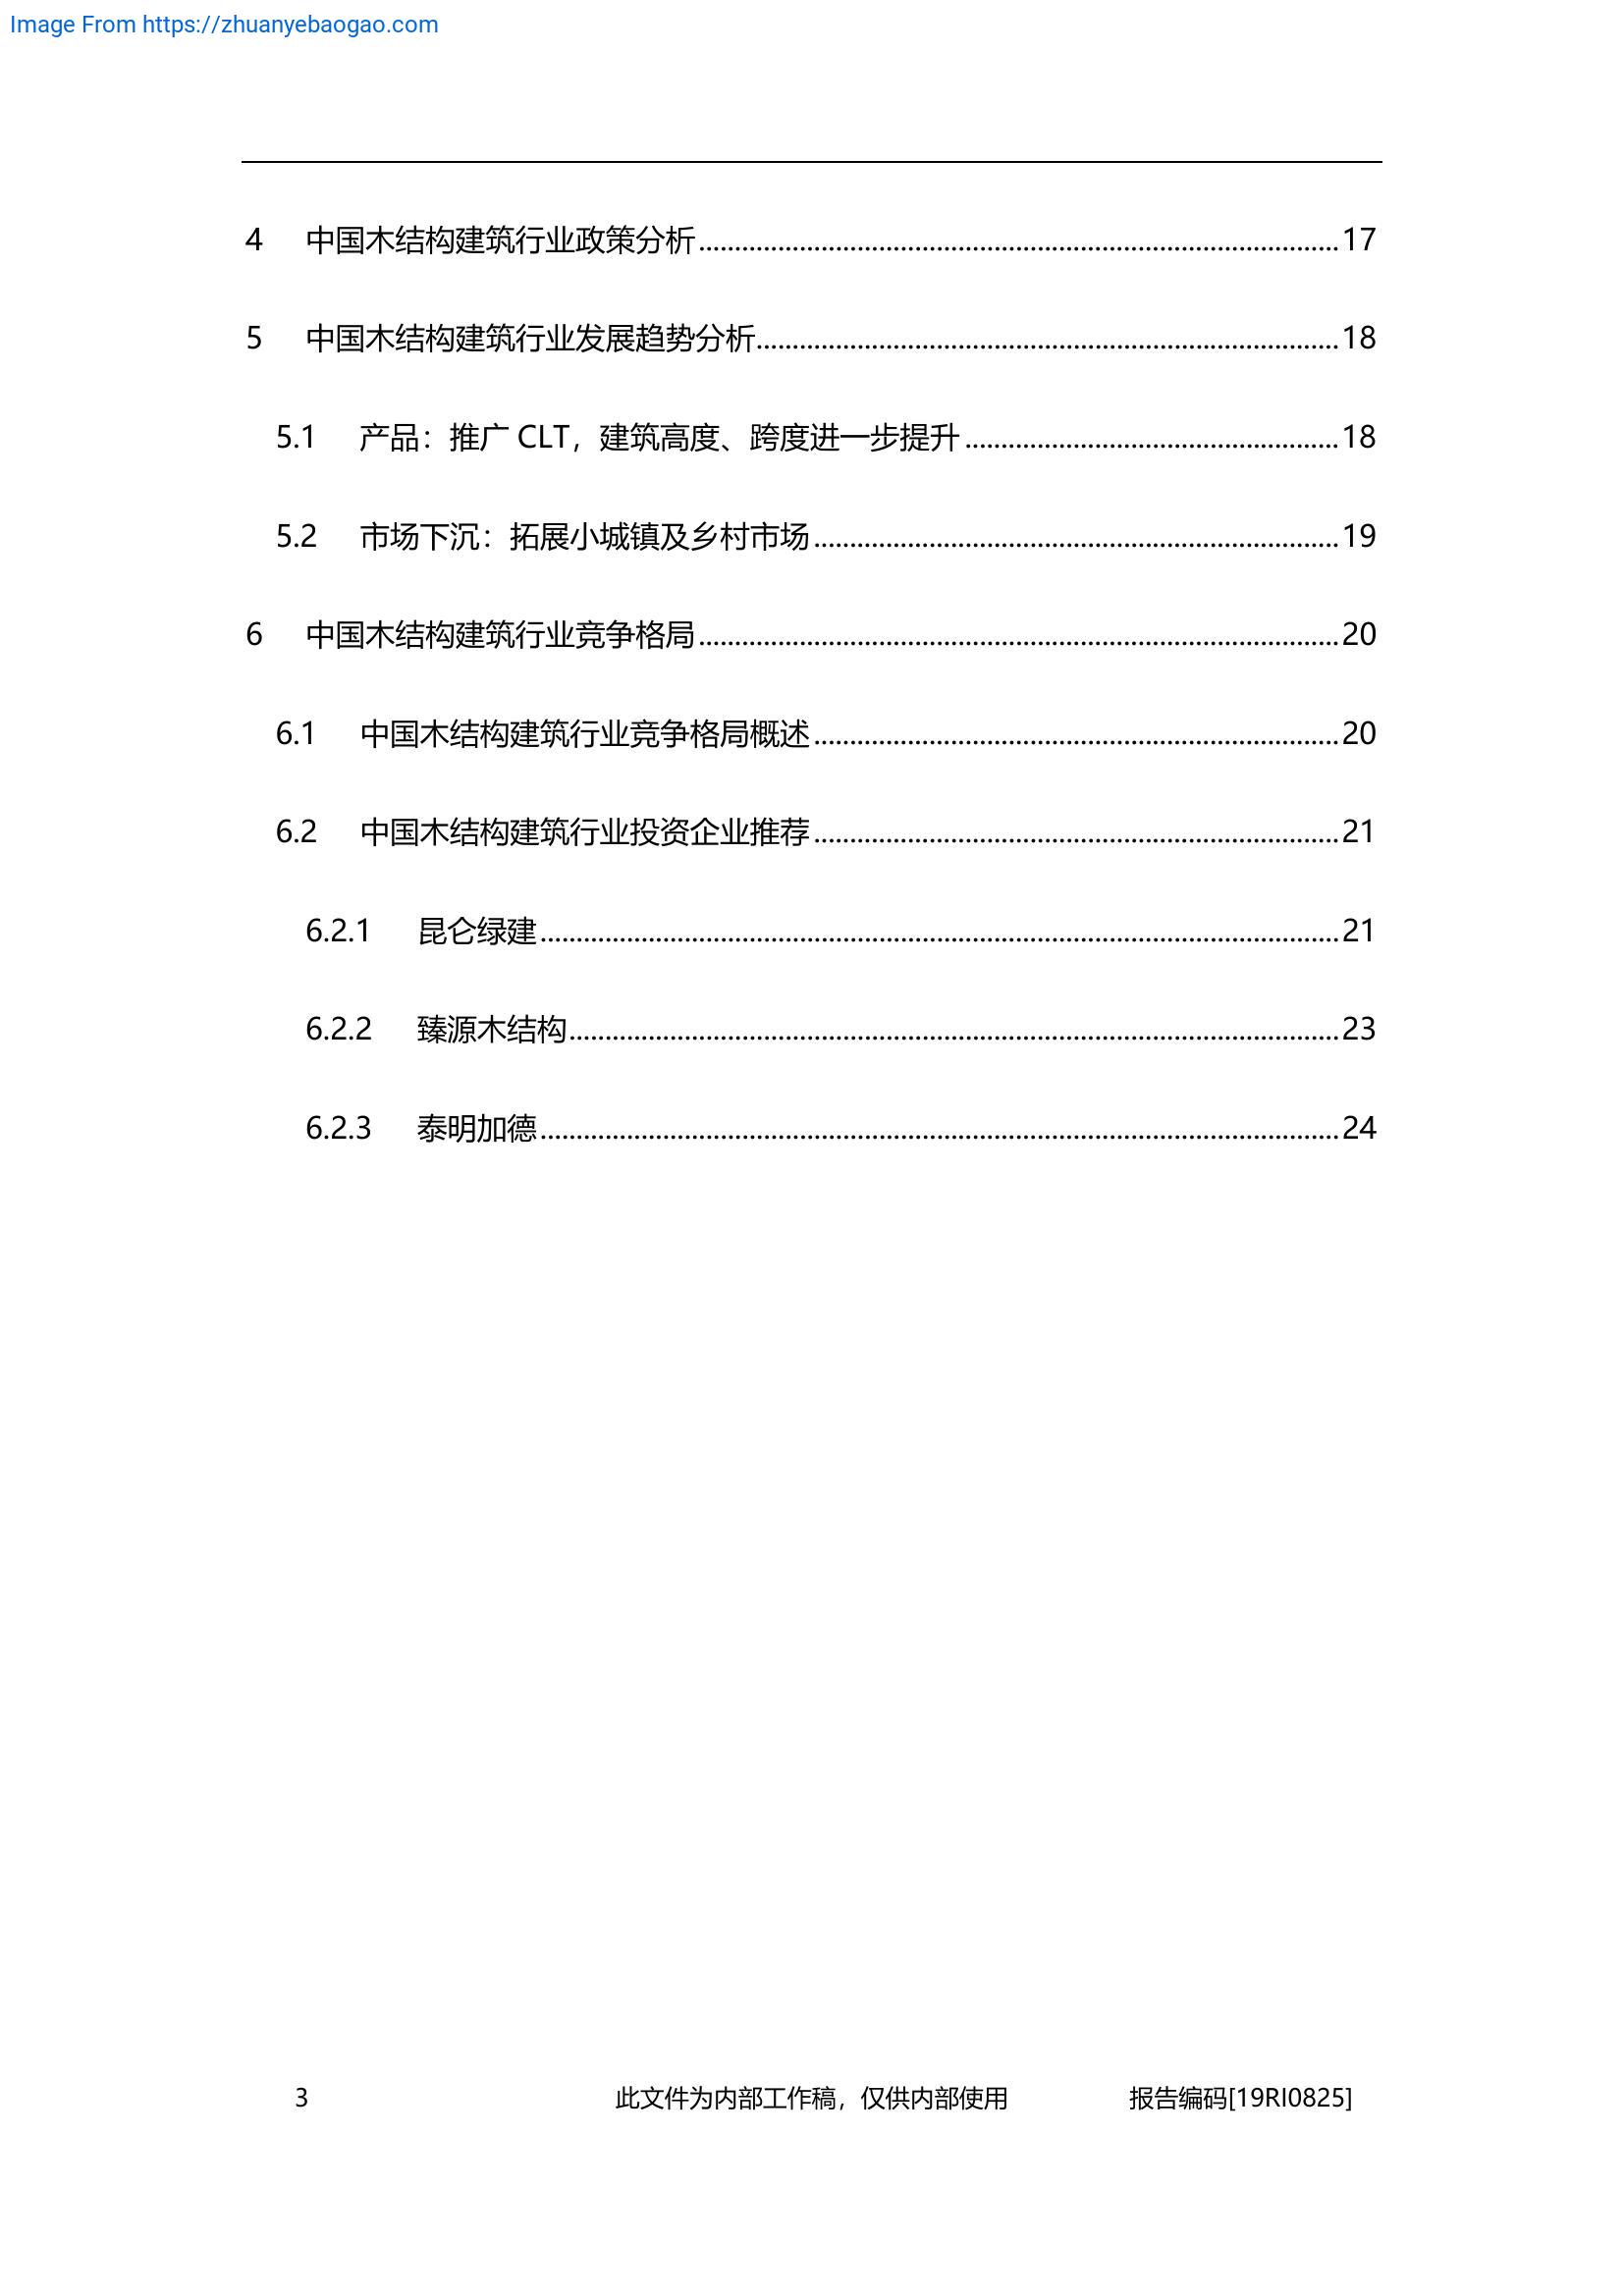 Image From https://zhuanyebaogao.com
4 中国木结构建筑行业政策分析........................................17
5 中国木结构建筑行业发展趋势分析........................................18
5.1 产品：推广 CLT，建筑高度、跨度进一步提升........................................18
5.2 市场下沉：拓展小城镇及乡村市场........................................19
6 中国木结构建筑行业竞争格局........................................20
6.1 中国木结构建筑行业竞争格局概述........................................20
6.2 中国木结构建筑行业投资企业推荐........................................21
6.2.1 昆仑绿建........................................21
6.2.2 臻源木结构........................................23
6.2.3 泰明加德........................................24
3 此文件为内部工作稿，仅供内部使用 报告编码[19RI0825]